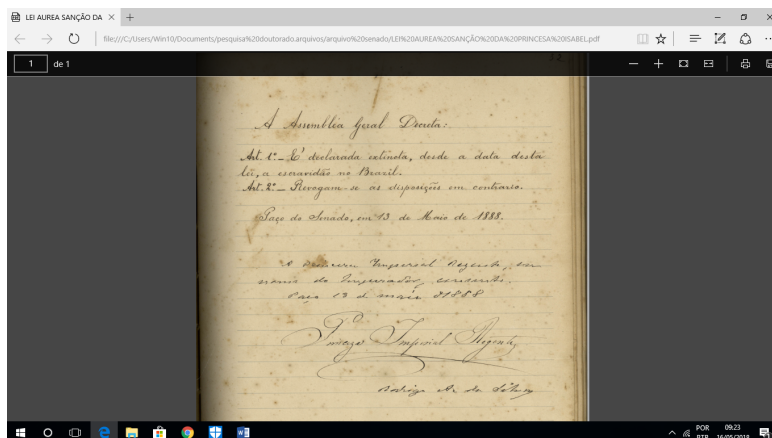 LEI AUREA SANÇÃO DA
file:///C:/Users/Win10/Documents/pesquisa%20doutorado.arquivos/arquivo%20senado/LEI%20AUREA%20SANÇÃO%20DA%20PRINCESA%20ISABEL.pdf
1 de 1
A Assembléa Geral Decreta:
Art. 1º — É declarada extincta, desde a data desta
lei, a escravidão no Brazil.
Art. 2º — Revogam-se as disposições em contrario.
Paço do Senado, em 13 de Maio de 1888.
A Princeza Imperial Regente, em
nome do Imperador, consente.
Paço 13 de maio d 1888
Princeza Imperial Regente
Rodrigo A. da Silva
POR
PTB
09:23
16/05/2018